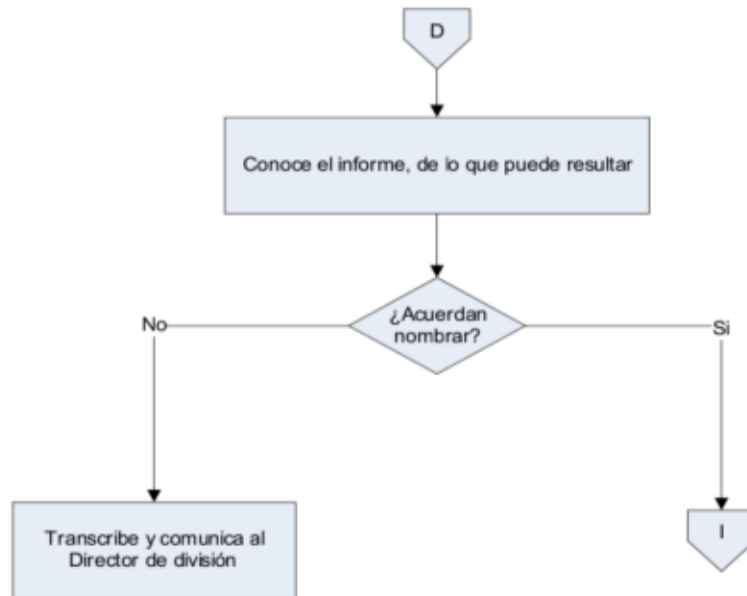 D
Conoce el informe, de lo que puede resultar
¿Acuerdan
nombrar?
No
Si
Transcribe y comunica al
Director de división
I